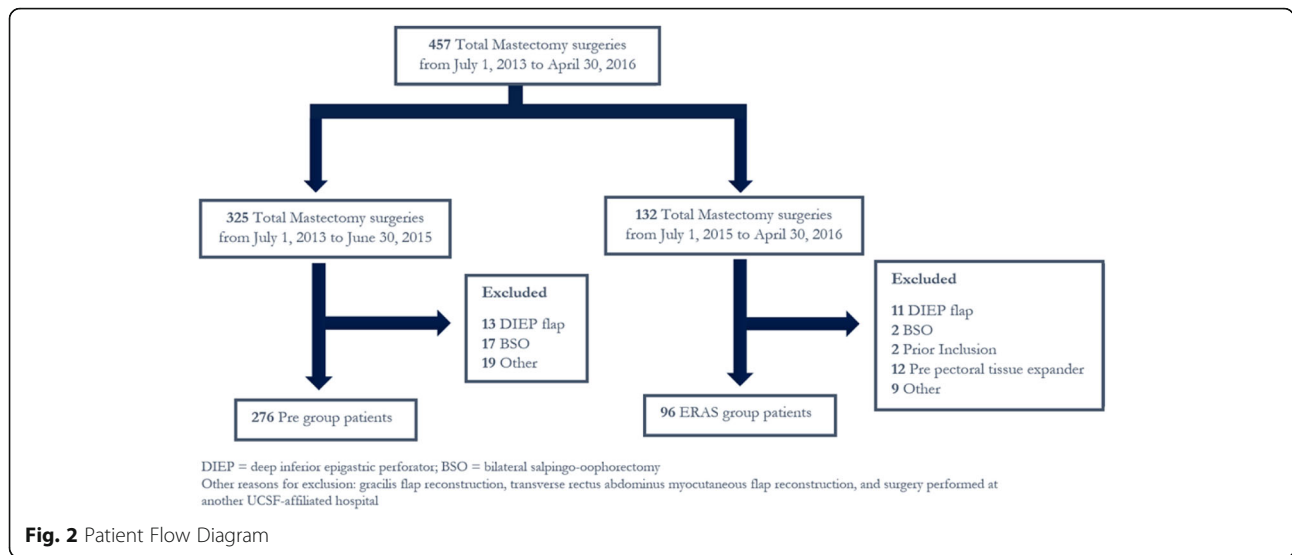 457 Total Mastectomy surgeries
from July 1, 2013 to April 30, 2016
325 Total Mastectomy surgeries
from July 1, 2013 to June 30, 2015
132 Total Mastectomy surgeries
from July 1, 2015 to April 30, 2016
Excluded
13 DIEP flap
17 BSO
19 Other
Excluded
11 DIEP flap
2 BSO
2 Prior Inclusion
12 Pre pectoral tissue expander
9 Other
276 Pre group patients
96 ERAS group patients
DIEP = deep inferior epigastric perforator; BSO = bilateral salpingo-oophorectomy
Other reasons for exclusion: gracilis flap reconstruction, transverse rectus abdominus myocutaneous flap reconstruction, and surgery performed at
another UCSF-affiliated hospital
Fig. 2 Patient Flow Diagram